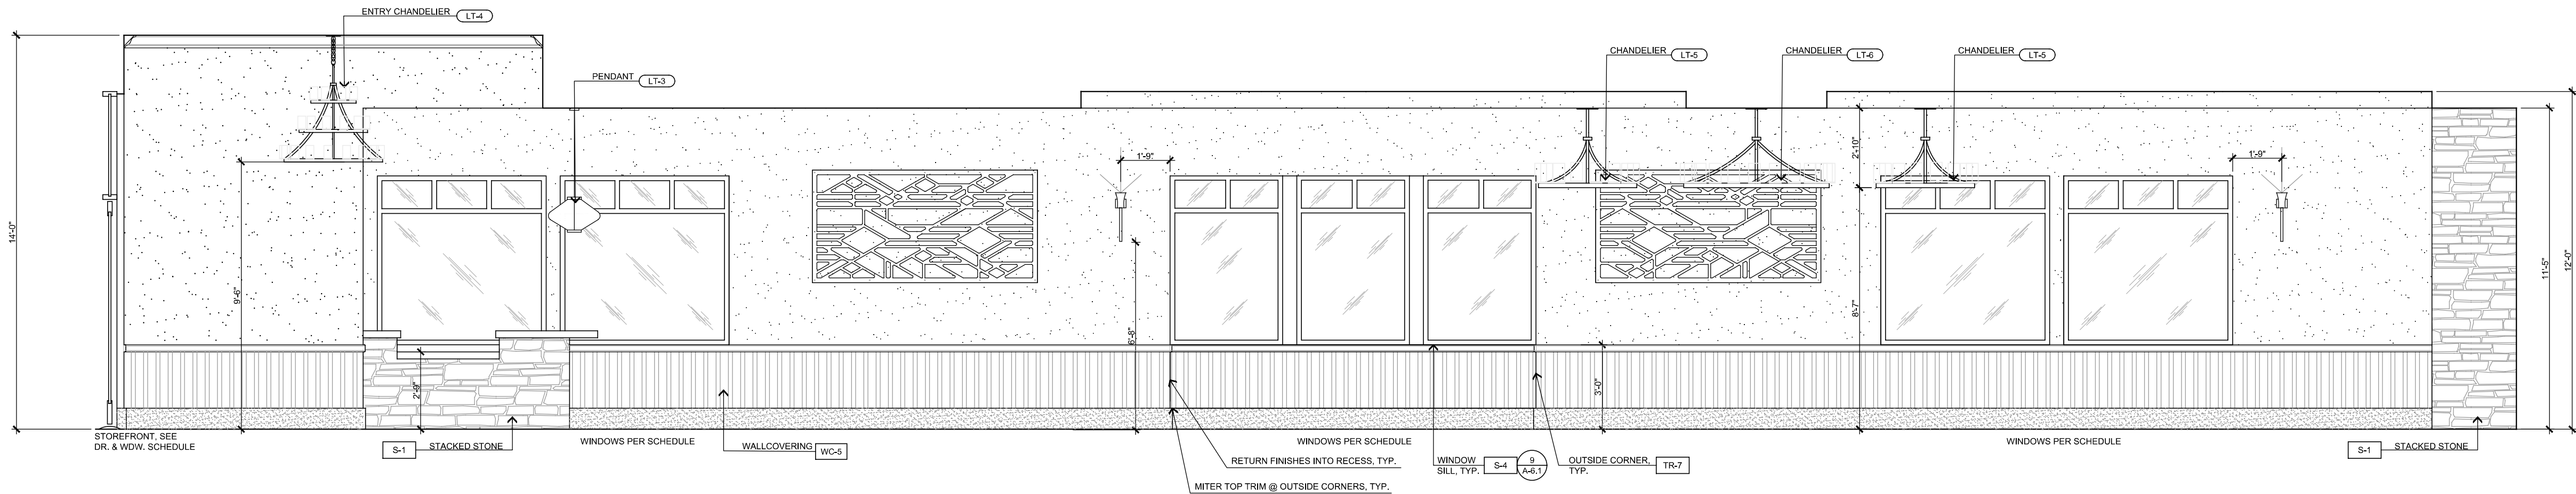 ENTRY CHANDELIER LT-4
PENDANT LT-3
CHANDELIER LT-5
CHANDELIER LT-6
CHANDELIER LT-5
14'-0"
9'-6"
2'-9"
1'-9"
6'-8"
2'-10"
8'-7"
3'-0"
1'-9"
11'-5"
12'-0"
STOREFRONT, SEE
DR. & WDW. SCHEDULE
S-1 STACKED STONE
WINDOWS PER SCHEDULE
WALLCOVERING WC-5
RETURN FINISHES INTO RECESS, TYP.
MITER TOP TRIM @ OUTSIDE CORNERS, TYP.
WINDOWS PER SCHEDULE
WINDOW
SILL, TYP.
S-4
9
A-6.1
OUTSIDE CORNER,
TYP.
TR-7
WINDOWS PER SCHEDULE
S-1 STACKED STONE